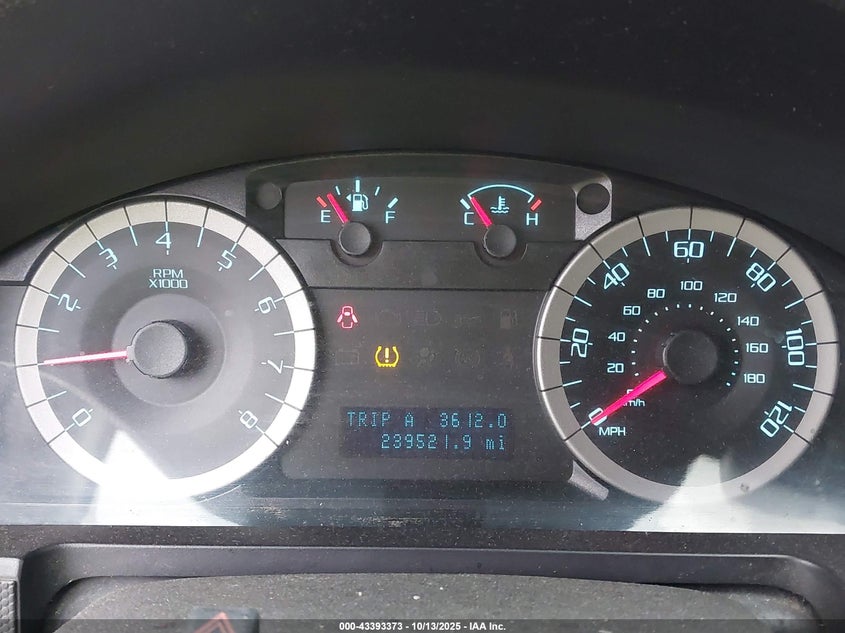 E F
C H
0 1 2 3 4 5 6 7 8
RPM
X1000
0 20 40 60 80 100 120
20 40 60 80 100 120 140 160 180
km/h
MPH
TRIP A 3612.0
239521.9 mi
000-43393373 - 10/13/2025 - IAA Inc.